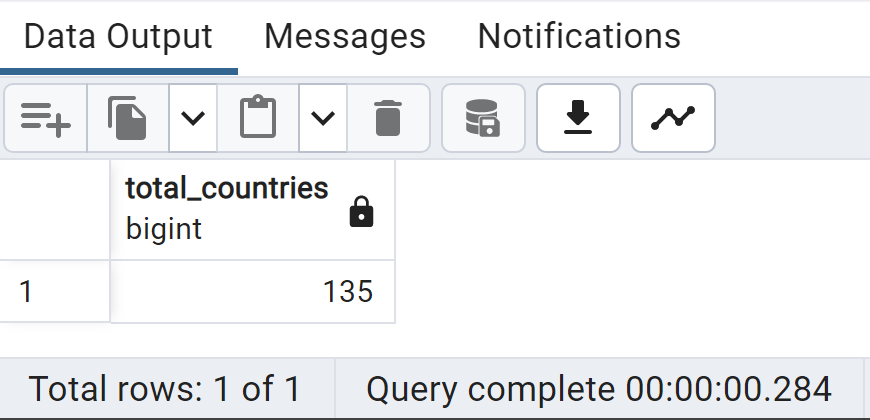 Data Output Messages Notifications
total_countries
bigint
1 135
Total rows: 1 of 1 Query complete 00:00:00.284